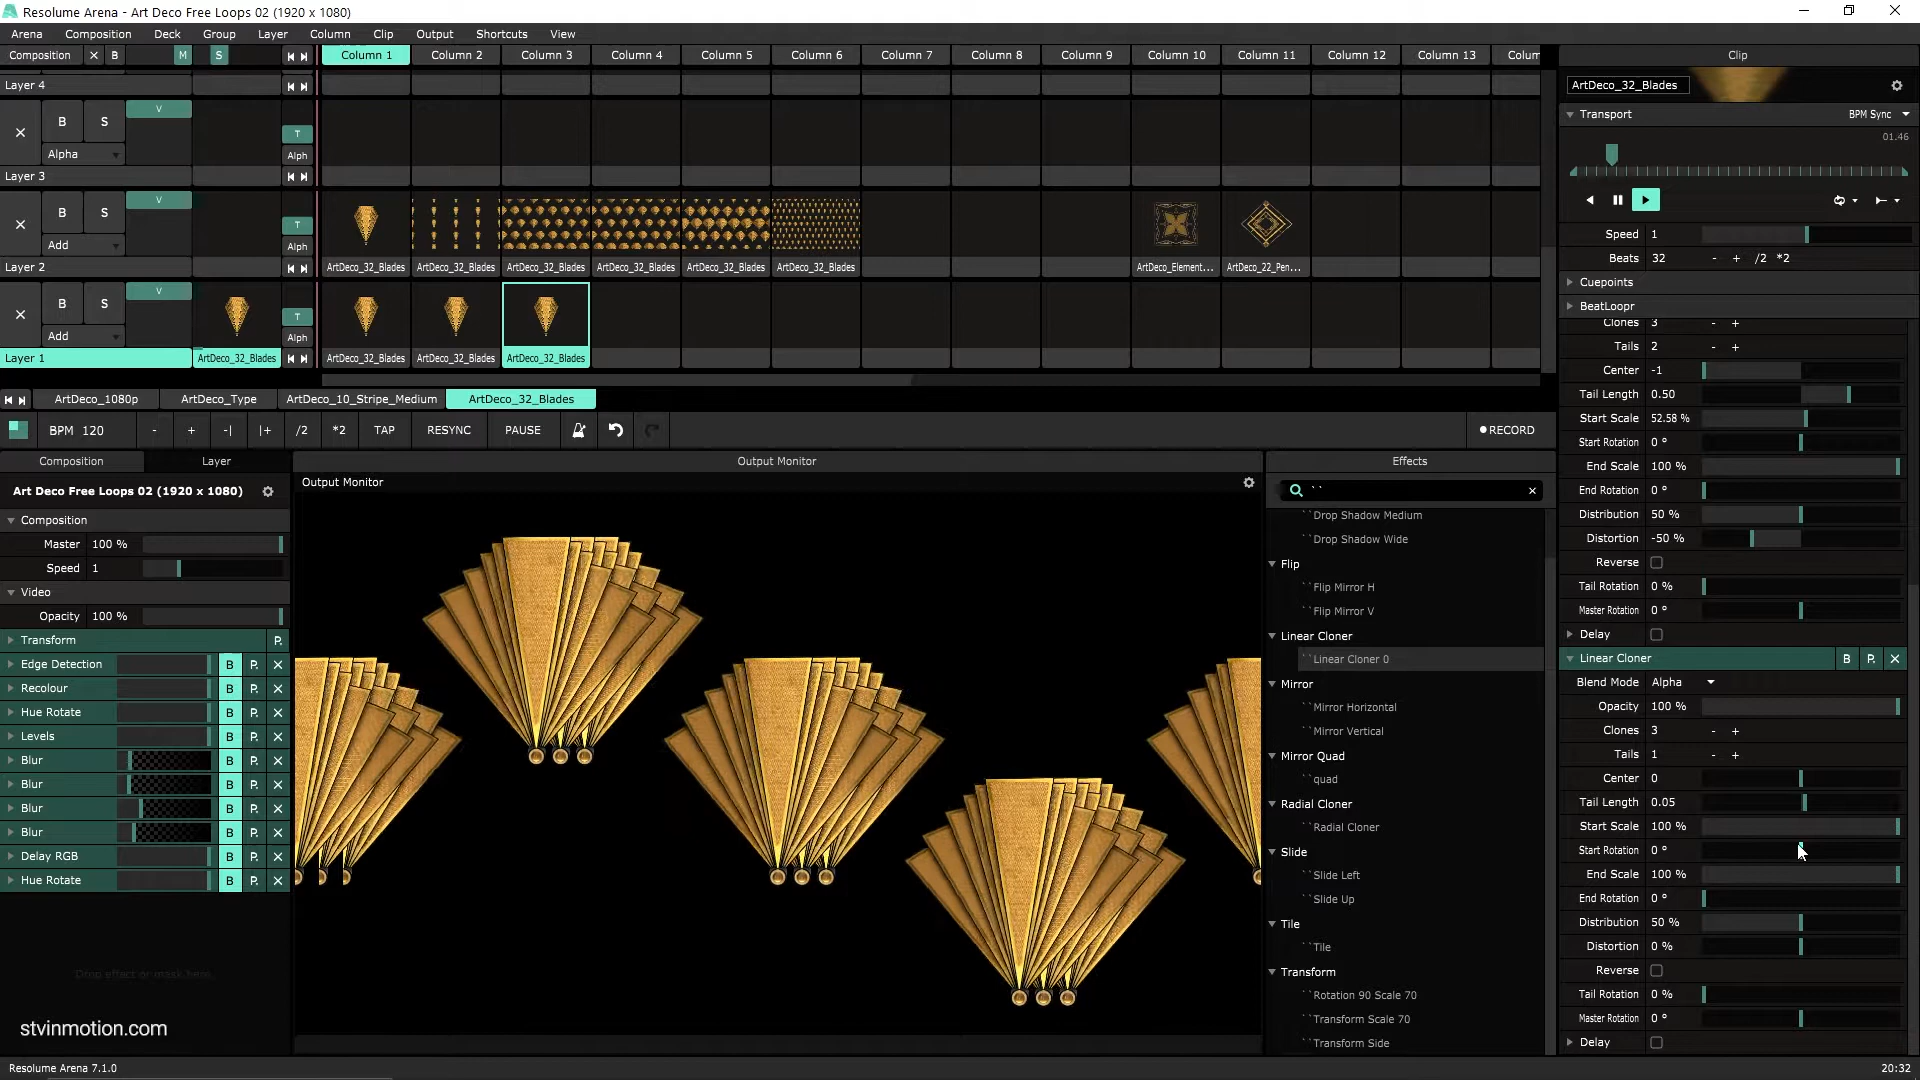 Resolume Arena - Art Deco Free Loops 02 (1920 x 1080)
Arena Composition Deck Group Layer Column Clip Output Shortcuts View
Composition X B M S Column 1 Column 2 Column 3 Column 4 Column 5 Column 6 Column 7 Column 8 Column 9 Column 10 Column 11 Column 12 Column 13 Colum
Layer 4
B S V T
Alpha Alph
Layer 3
B S V T
Add Alph
Layer 2 ArtDeco_32_Blades ArtDeco_32_Blades ArtDeco_32_Blades ArtDeco_32_Blades ArtDeco_32_Blades ArtDeco_32_Blades ArtDeco_Element... ArtDeco_22_Pen...
B S V T
Add Alph
Layer 1 ArtDeco_32_Blades ArtDeco_32_Blades ArtDeco_32_Blades ArtDeco_32_Blades
ArtDeco_1080p ArtDeco_Type ArtDeco_10_Stripe_Medium ArtDeco_32_Blades
BPM 120 - + -| |+ /2 *2 TAP RESYNC PAUSE RECORD
Composition Layer
Art Deco Free Loops 02 (1920 x 1080)
Composition
Master 100 %
Speed 1
Video
Opacity 100 %
Transform P.
Edge Detection B P. X
Recolour B P. X
Hue Rotate B P. X
Levels B P. X
Blur B P. X
Blur B P. X
Blur B P. X
Blur B P. X
Delay RGB B P. X
Hue Rotate B P. X
Drop effect or mask here.
stvinmotion.com
Output Monitor
Output Monitor
Effects
``
``Drop Shadow Medium
``Drop Shadow Wide
Flip
``Flip Mirror H
``Flip Mirror V
Linear Cloner
``Linear Cloner 0
Mirror
``Mirror Horizontal
``Mirror Vertical
Mirror Quad
``quad
Radial Cloner
``Radial Cloner
Slide
``Slide Left
``Slide Up
Tile
``Tile
Transform
``Rotation 90 Scale 70
``Transform Scale 70
``Transform Side
Clip
ArtDeco_32_Blades
Transport BPM Sync
01.46
Speed 1
Beats 32 - + /2 *2
Cuepoints
BeatLoopr
Clones 3 - +
Tails 2 - +
Center -1
Tail Length 0.50
Start Scale 52.58 %
Start Rotation 0 °
End Scale 100 %
End Rotation 0 °
Distribution 50 %
Distortion -50 %
Reverse
Tail Rotation 0 %
Master Rotation 0 °
Delay
Linear Cloner B P. X
Blend Mode Alpha
Opacity 100 %
Clones 3 - +
Tails 1 - +
Center 0
Tail Length 0.05
Start Scale 100 %
Start Rotation 0 °
End Scale 100 %
End Rotation 0 °
Distribution 50 %
Distortion 0 %
Reverse
Tail Rotation 0 %
Master Rotation 0 °
Delay
Resolume Arena 7.1.0
20:32